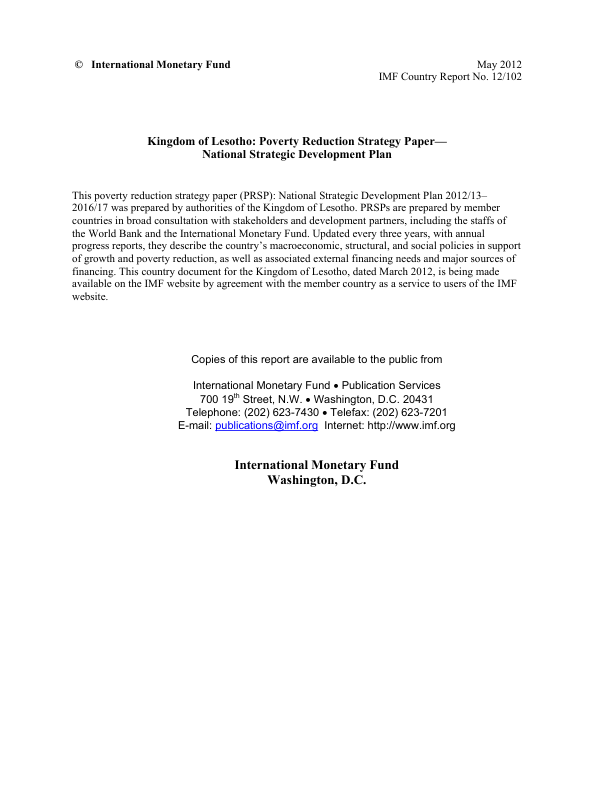 © International Monetary Fund
May 2012
IMF Country Report No. 12/102
Kingdom of Lesotho: Poverty Reduction Strategy Paper—
National Strategic Development Plan
This poverty reduction strategy paper (PRSP): National Strategic Development Plan 2012/13–
2016/17 was prepared by authorities of the Kingdom of Lesotho. PRSPs are prepared by member
countries in broad consultation with stakeholders and development partners, including the staffs of
the World Bank and the International Monetary Fund. Updated every three years, with annual
progress reports, they describe the country’s macroeconomic, structural, and social policies in support
of growth and poverty reduction, as well as associated external financing needs and major sources of
financing. This country document for the Kingdom of Lesotho, dated March 2012, is being made
available on the IMF website by agreement with the member country as a service to users of the IMF
website.
Copies of this report are available to the public from
International Monetary Fund • Publication Services
700 19th Street, N.W. • Washington, D.C. 20431
Telephone: (202) 623-7430 • Telefax: (202) 623-7201
E-mail: publications@imf.org Internet: http://www.imf.org
International Monetary Fund
Washington, D.C.